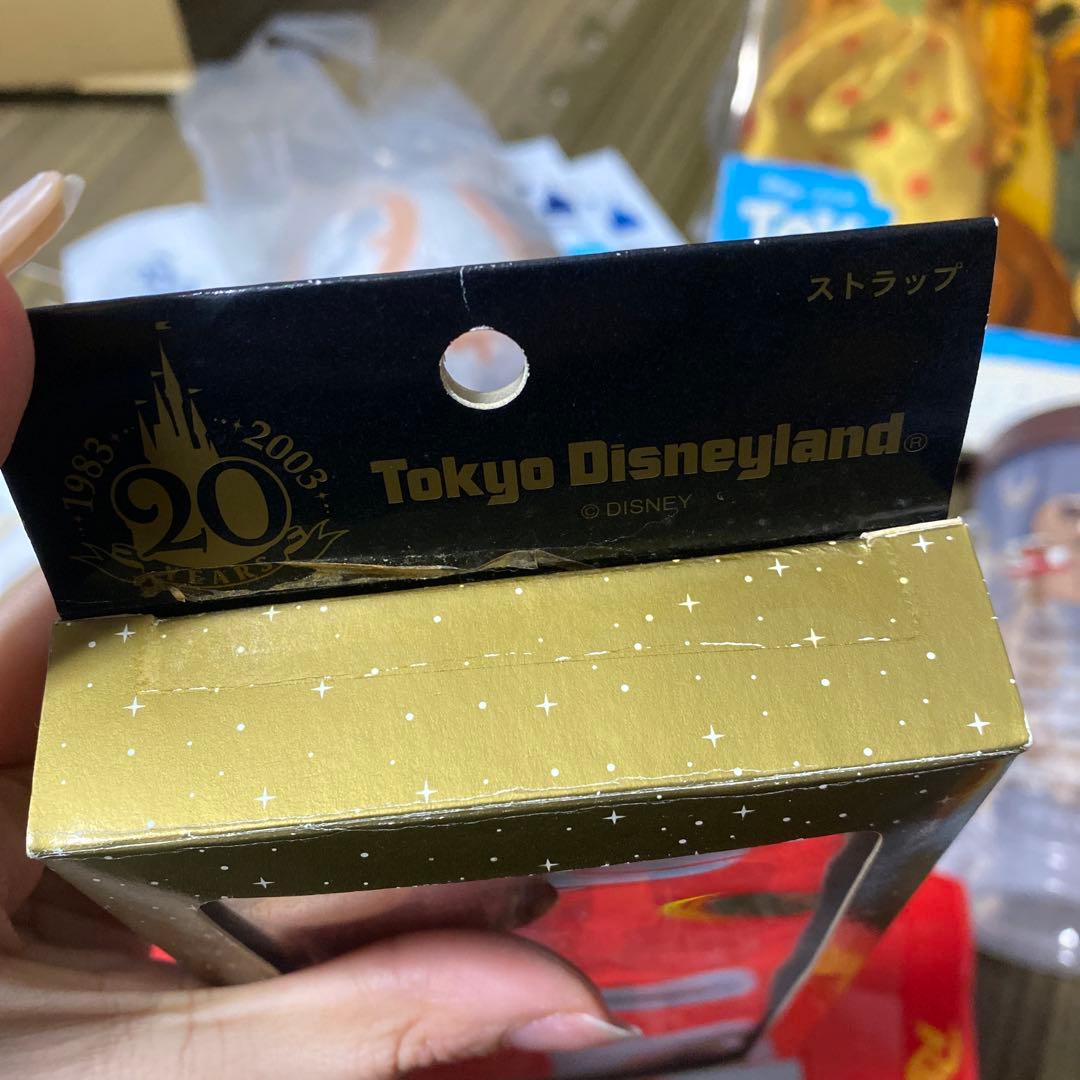 ストラップ
1983 2003
20
YEARS
Tokyo Disneyland®
© DISNEY